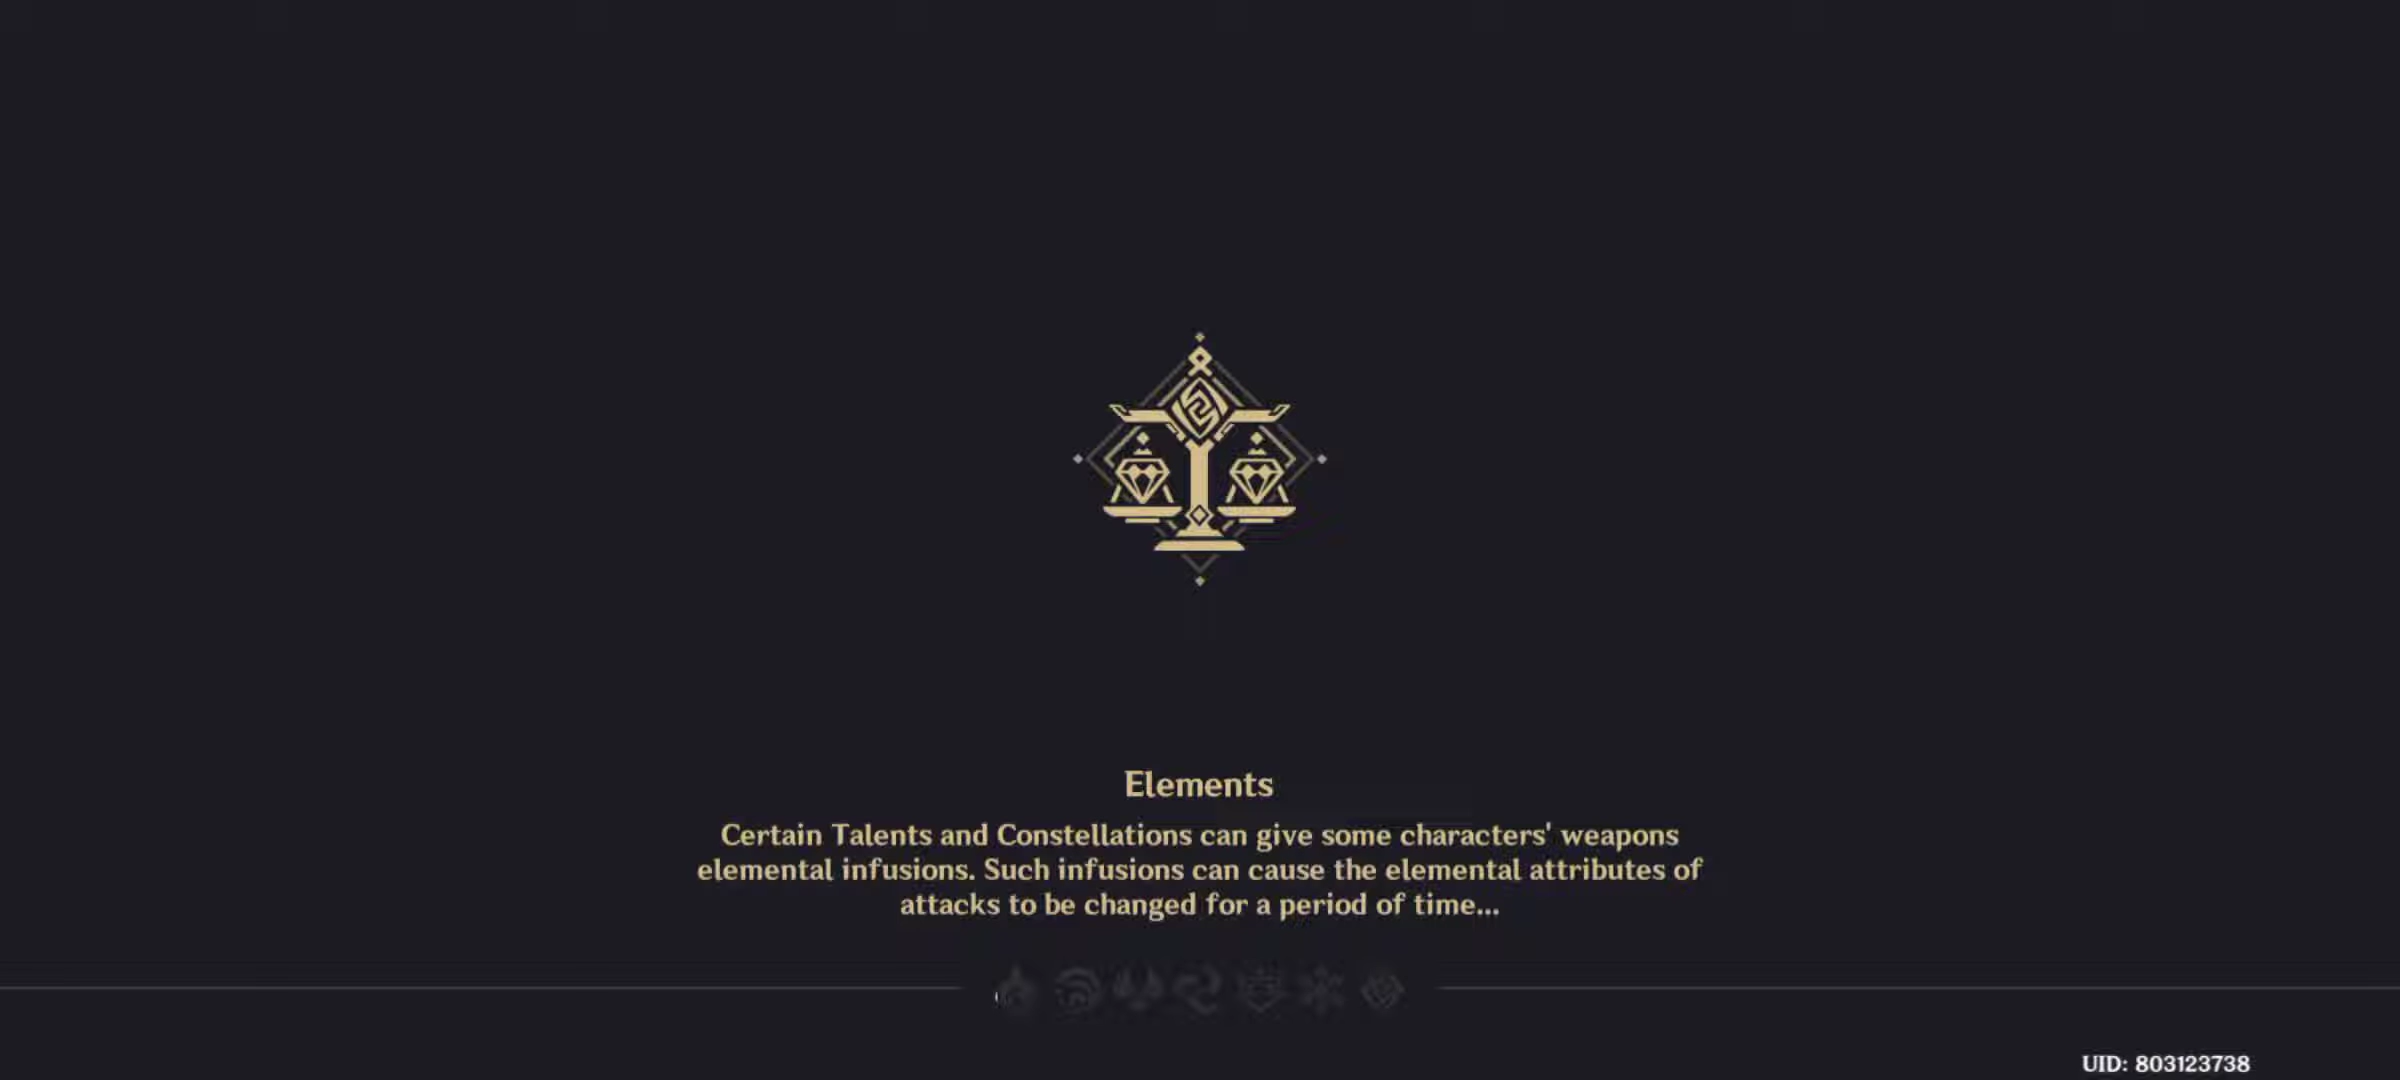 Elements
Certain Talents and Constellations can give some characters' weapons
elemental infusions. Such infusions can cause the elemental attributes of
attacks to be changed for a period of time...
UID: 803123738